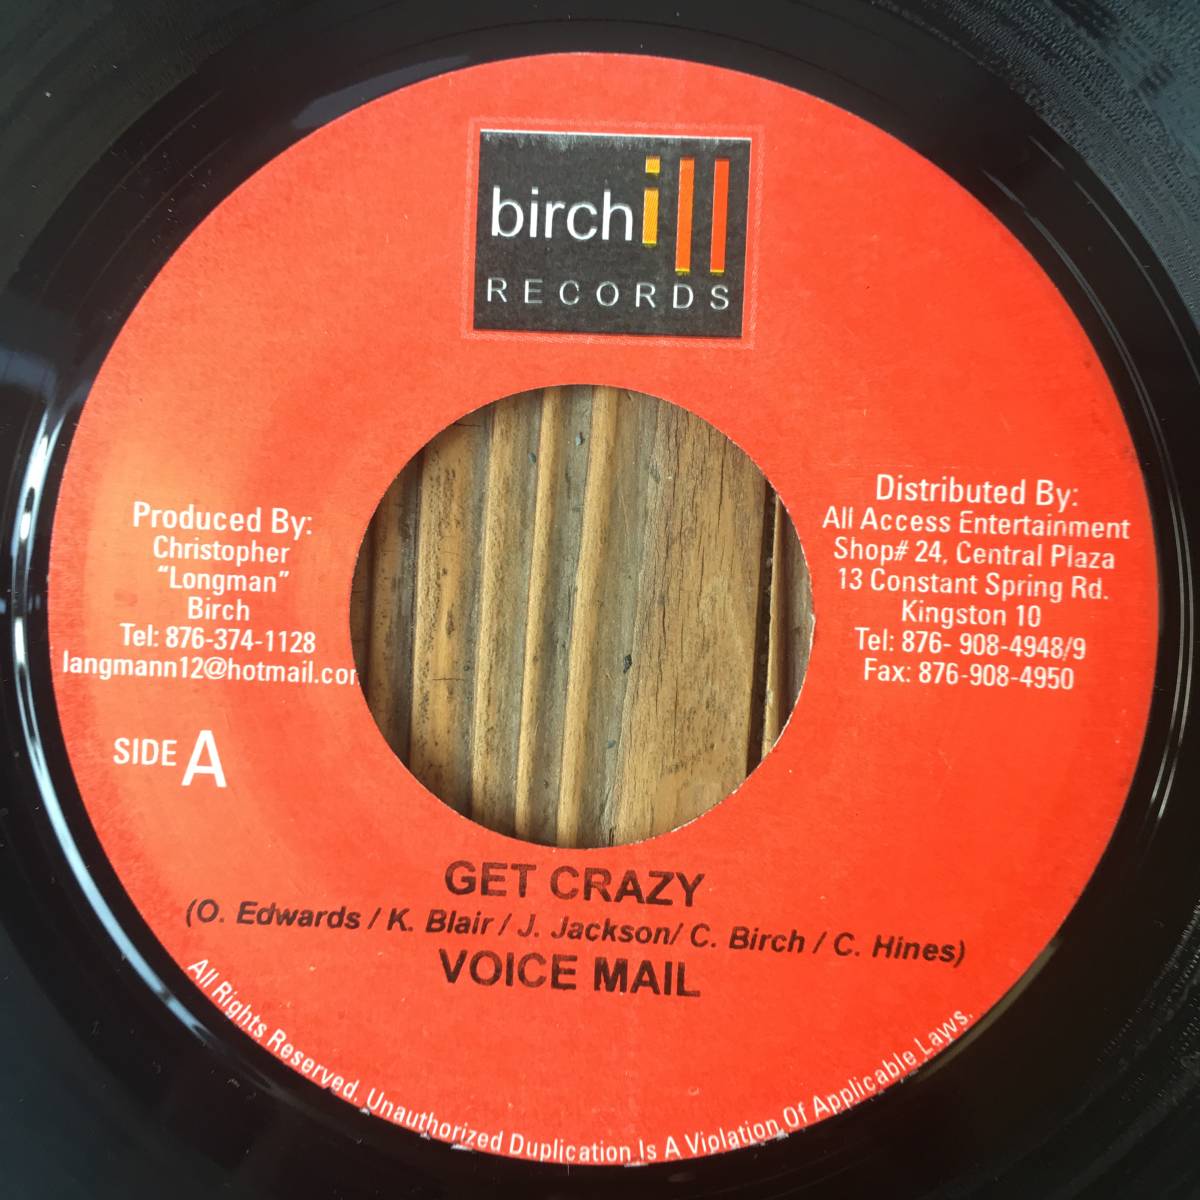 birchill
RECORDS
Produced By:
Christopher
"Longman"
Birch
Tel: 876-374-1128
langmann12@hotmail.com
SIDE A
Distributed By:
All Access Entertainment
Shop# 24, Central Plaza
13 Constant Spring Rd.
Kingston 10
Tel: 876- 908-4948/9
Fax: 876-908-4950
GET CRAZY
(O. Edwards / K. Blair / J. Jackson/ C. Birch / C. Hines)
VOICE MAIL
All Rights Reserved. Unauthorized Duplication Is A Violation Of Applicable Laws.